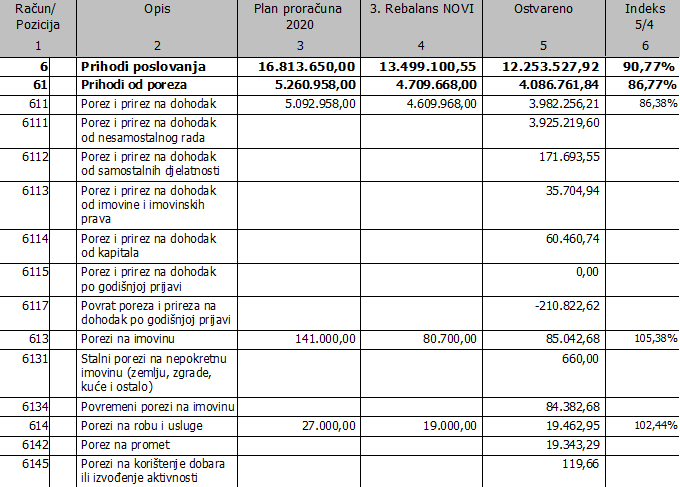 Račun/ Opis Plan proračuna 3. Rebalans NOVI Ostvareno Indeks
Pozicija 2020 5/4
1 2 3 4 5 6
6 Prihodi poslovanja 16.813.650,00 13.499.100,55 12.253.527,92 90,77%
61 Prihodi od poreza 5.260.958,00 4.709.668,00 4.086.761,84 86,77%
611 Porez i prirez na dohodak 5.092.958,00 4.609.968,00 3.982.256,21 86,38%
6111 Porez i prirez na dohodak 3.925.219,60
od nesamostalnog rada
6112 Porez i prirez na dohodak 171.693,55
od samostalnih djelatnosti
6113 Porez i prirez na dohodak 35.704,94
od imovine i imovinskih
prava
6114 Porez i prirez na dohodak 60.460,74
od kapitala
6115 Porez i prirez na dohodak 0,00
po godišnjoj prijavi
6117 Povrat poreza i prireza na -210.822,62
dohodak po godišnjoj prijavi
613 Porezi na imovinu 141.000,00 80.700,00 85.042,68 105,38%
6131 Stalni porezi na nepokretnu 660,00
imovinu (zemlju, zgrade,
kuće i ostalo)
6134 Povremeni porezi na imovinu 84.382,68
614 Porezi na robu i usluge 27.000,00 19.000,00 19.462,95 102,44%
6142 Porez na promet 19.343,29
6145 Porezi na korištenje dobara 119,66
ili izvođenje aktivnosti